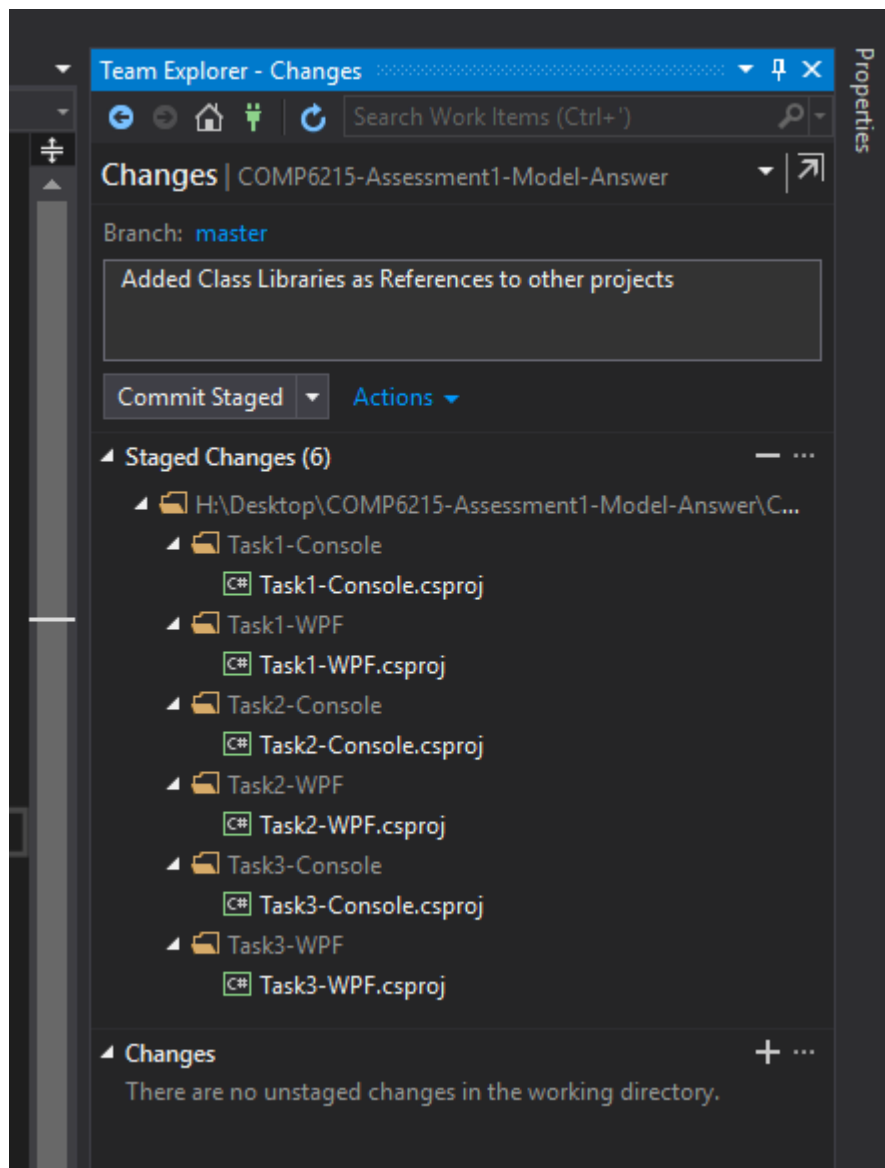 Team Explorer - Changes
Search Work Items (Ctrl+')
Changes | COMP6215-Assessment1-Model-Answer
Branch: master
Added Class Libraries as References to other projects
Commit Staged Actions
Staged Changes (6)
H:\Desktop\COMP6215-Assessment1-Model-Answer\C...
Task1-Console
C# Task1-Console.csproj
Task1-WPF
C# Task1-WPF.csproj
Task2-Console
C# Task2-Console.csproj
Task2-WPF
C# Task2-WPF.csproj
Task3-Console
C# Task3-Console.csproj
Task3-WPF
C# Task3-WPF.csproj
Changes
There are no unstaged changes in the working directory.
Properties